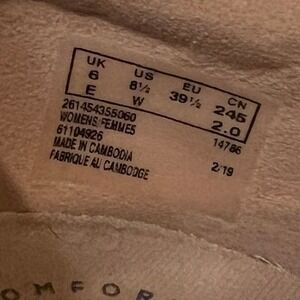 UK US EU CN
6 8½ 39½ 245
E W 2.0
261454355060 14786
WOMENS/FEMMES
61104926
MADE IN CAMBODIA 2/19
FABRIQUE AU CAMBODGE
OMFOR